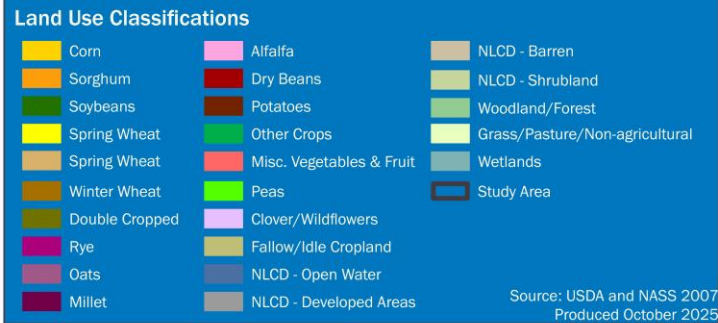 Land Use Classifications
Corn
Sorghum
Soybeans
Spring Wheat
Spring Wheat
Winter Wheat
Double Cropped
Rye
Oats
Millet
Alfalfa
Dry Beans
Potatoes
Other Crops
Misc. Vegetables & Fruit
Peas
Clover/Wildflowers
Fallow/Idle Cropland
NLCD - Open Water
NLCD - Developed Areas
NLCD - Barren
NLCD - Shrubland
Woodland/Forest
Grass/Pasture/Non-agricultural
Wetlands
Study Area
Source: USDA and NASS 2007
Produced October 2025